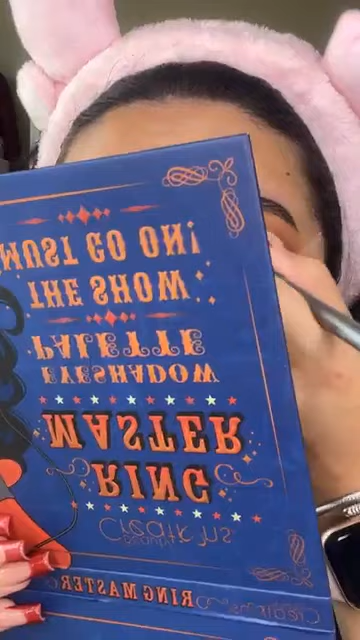 RING MASTER
RING
MASTER
EYESHADOW
PALETTE
THE SHOW
MUST GO ON!